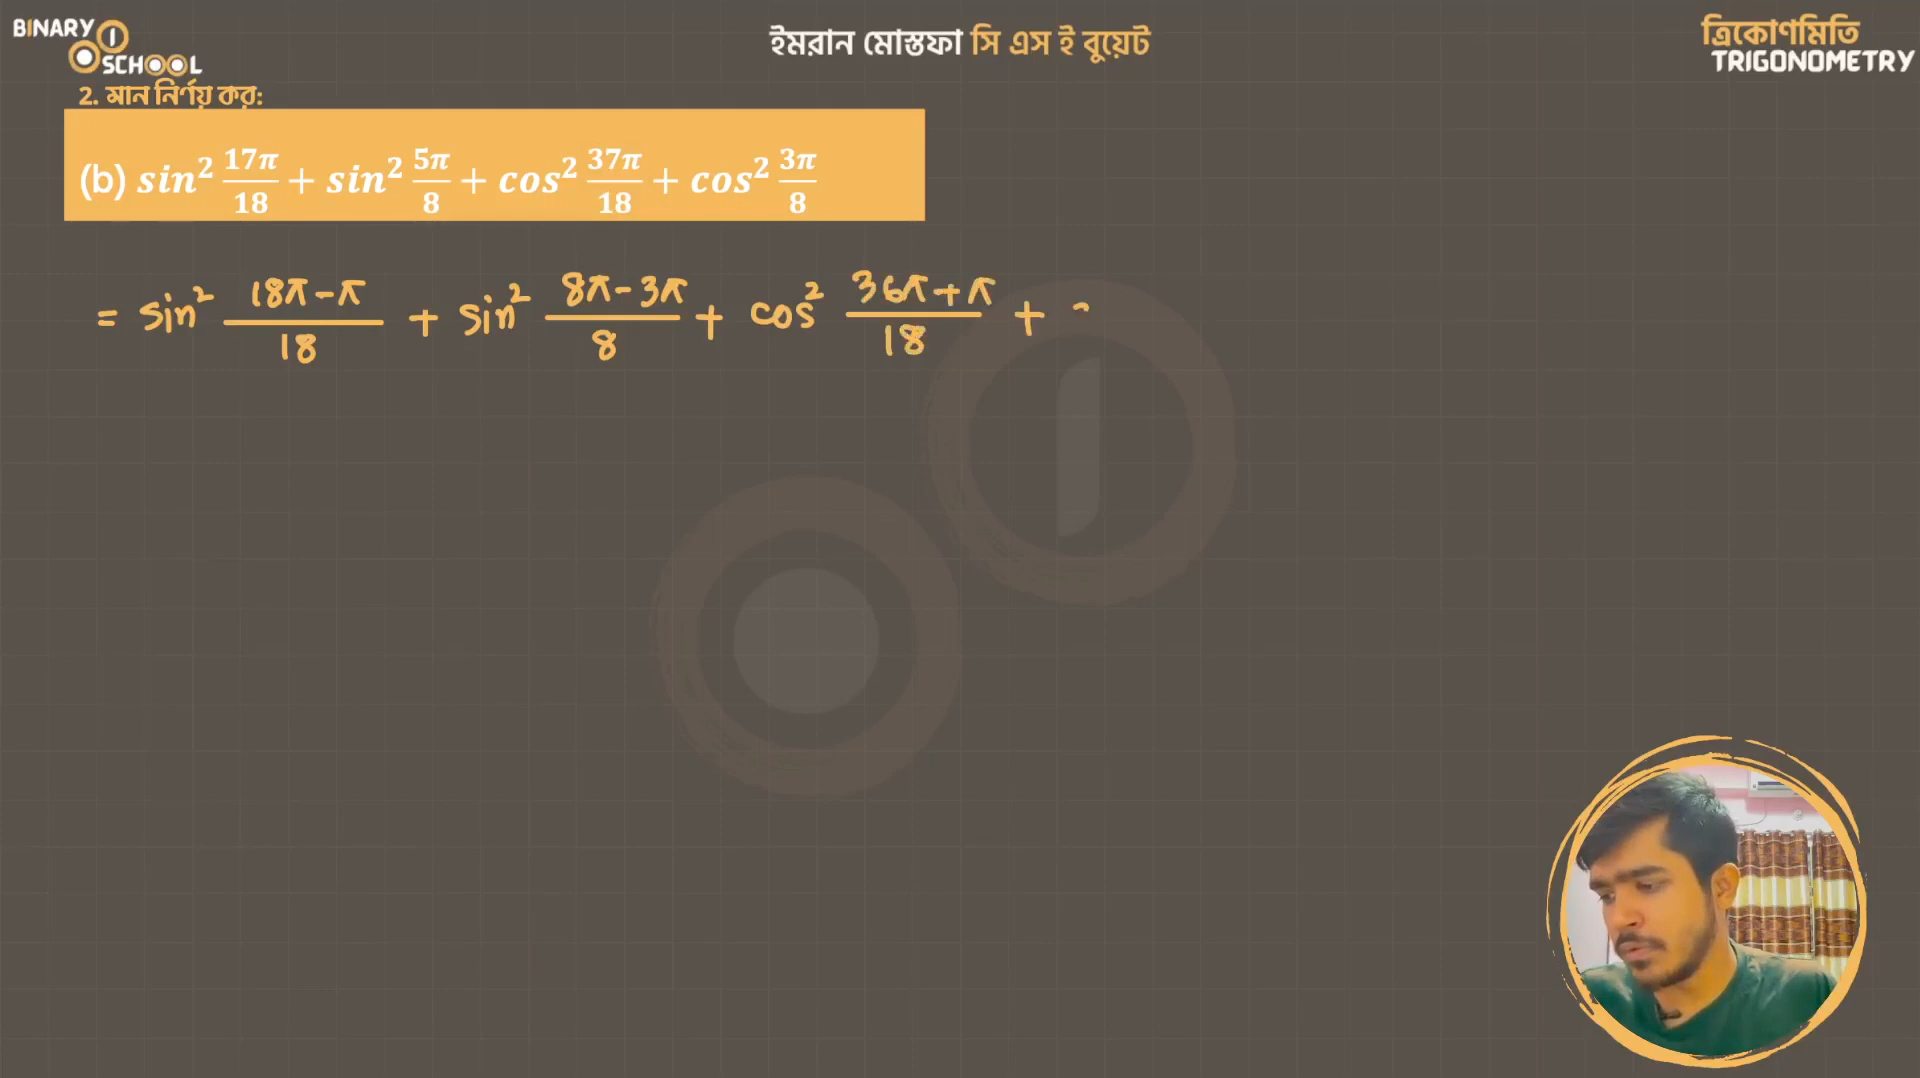 BINARY SCHOOL
ইমরান মোস্তফা সি এস ই বুয়েট
ত্রিকোণমিতি
TRIGONOMETRY
2. মান নির্ণয় কর:
(b) sin² 17π/18 + sin² 5π/8 + cos² 37π/18 + cos² 3π/8
= sin² (18π-π)/18 + sin² (8π-3π)/8 + cos² (36π+π)/18 +